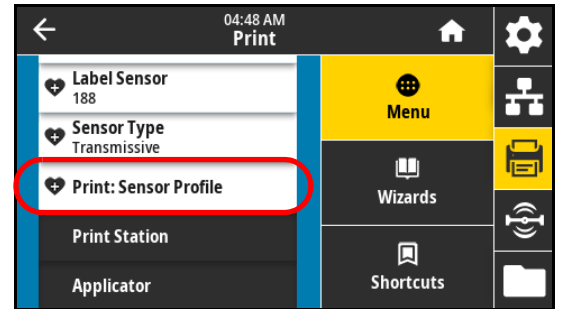 04:48 AM
Print
Label Sensor
188
Sensor Type
Transmissive
Print: Sensor Profile
Print Station
Applicator
Menu
Wizards
Shortcuts